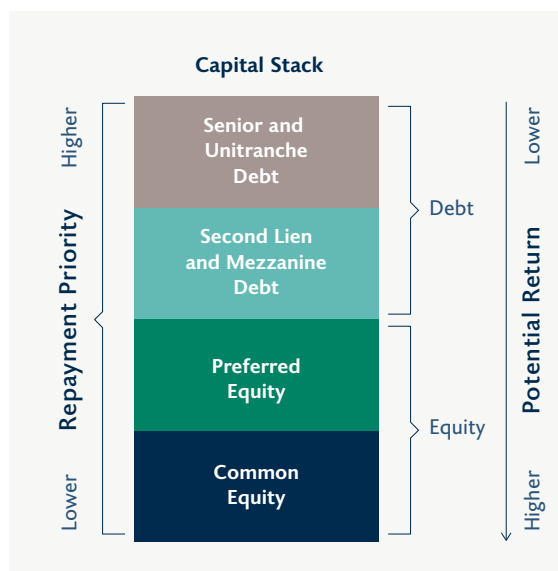 Capital Stack
Higher
Repayment Priority
Lower
Senior and
Unitranche
Debt
Second Lien
and Mezzanine
Debt
Preferred
Equity
Common
Equity
Debt
Equity
Lower
Potential Return
Higher